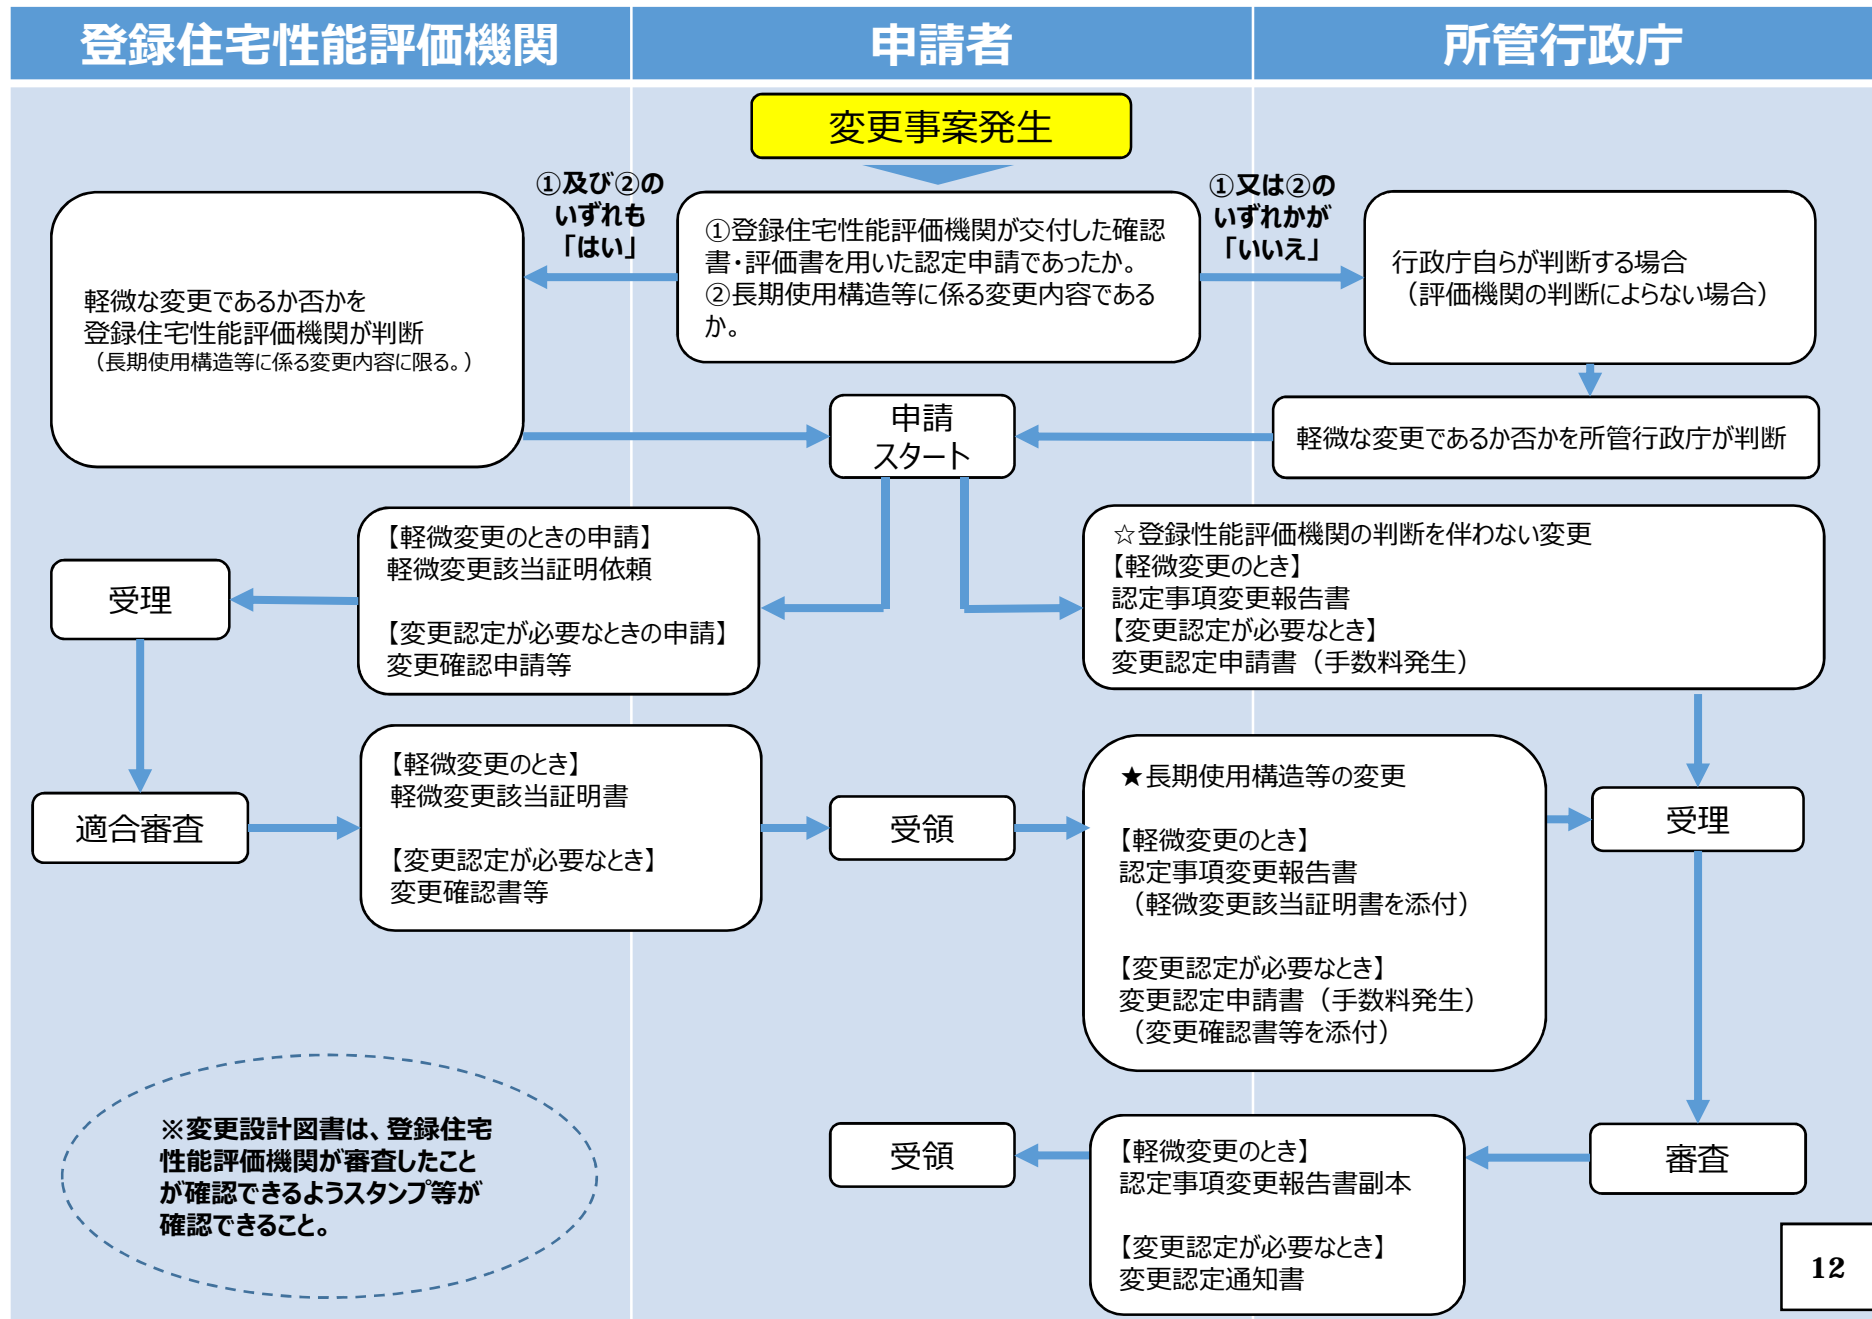 登録住宅性能評価機関
申請者
所管行政庁
変更事案発生
①及び②の
いずれも
「はい」
①又は②の
いずれかが
「いいえ」
①登録住宅性能評価機関が交付した確認
書・評価書を用いた認定申請であったか。
②長期使用構造等に係る変更内容である
か。
軽微な変更であるか否かを
登録住宅性能評価機関が判断
（長期使用構造等に係る変更内容に限る。）
行政庁自らが判断する場合
（評価機関の判断によらない場合）
申請
スタート
軽微な変更であるか否かを所管行政庁が判断
受理
【軽微変更のときの申請】
軽微変更該当証明依頼
【変更認定が必要なときの申請】
変更確認申請等
☆登録性能評価機関の判断を伴わない変更
【軽微変更のとき】
認定事項変更報告書
【変更認定が必要なとき】
変更認定申請書（手数料発生）
適合審査
【軽微変更のとき】
軽微変更該当証明書
【変更認定が必要なとき】
変更確認書等
受領
★長期使用構造等の変更
【軽微変更のとき】
認定事項変更報告書
（軽微変更該当証明書を添付）
【変更認定が必要なとき】
変更認定申請書（手数料発生）
（変更確認書等を添付）
受理
※変更設計図書は、登録住宅
性能評価機関が審査したこと
が確認できるようスタンプ等が
確認できること。
受領
【軽微変更のとき】
認定事項変更報告書副本
【変更認定が必要なとき】
変更認定通知書
審査
12